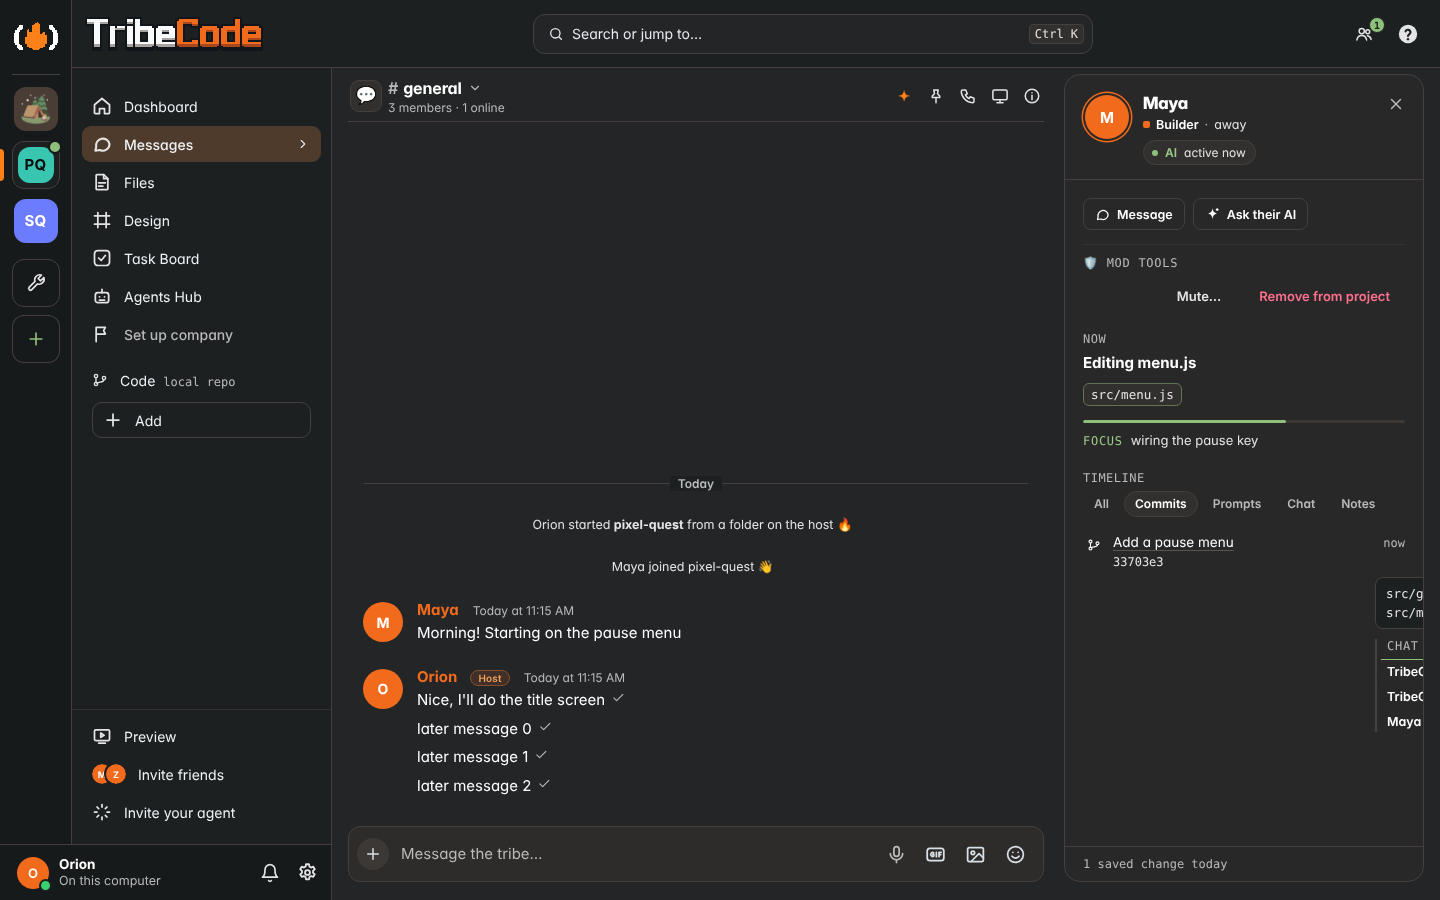 TribeCode
Search or jump to...
Ctrl K
1
PQ
SQ
Dashboard
Messages
Files
Design
Task Board
Agents Hub
Set up company
Code local repo
Add
Preview
M Z Invite friends
Invite your agent
O
Orion
On this computer
# general
3 members · 1 online
Today
Orion started pixel-quest from a folder on the host 🔥
Maya joined pixel-quest 👋
M
Maya Today at 11:15 AM
Morning! Starting on the pause menu
O
Orion Host Today at 11:15 AM
Nice, I'll do the title screen
later message 0
later message 1
later message 2
Message the tribe...
GIF
M
Maya
Builder · away
AI active now
Message
Ask their AI
MOD TOOLS
Mute...
Remove from project
NOW
Editing menu.js
src/menu.js
FOCUS wiring the pause key
TIMELINE
All Commits Prompts Chat Notes
Add a pause menu now
33703e3
src/g
src/m
CHAT
Tribe
Tribe
Maya
1 saved change today